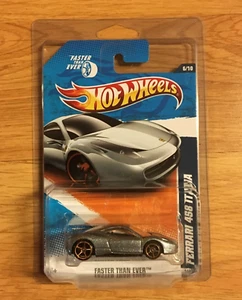 FASTER
THAN
EVER
HOT WHEELS
6/10
FERRARI 458 ITALIA
FASTER THAN EVER